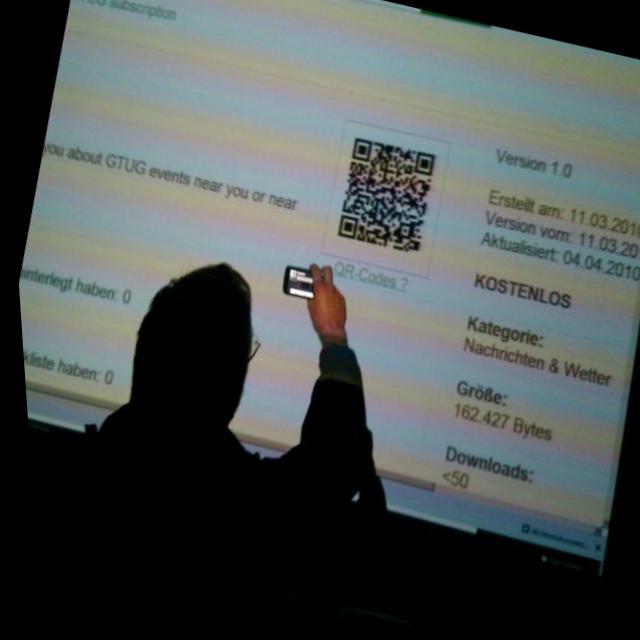 subscription
you about GTUG events near you or near
nterlegt haben: 0
kliste haben: 0
QR-Codes ?
Version 1.0
Erstellt am: 11.03.2010
Version vom: 11.03.20
Aktualisiert: 04.04.2010
KOSTENLOS
Kategorie:
Nachrichten & Wetter
Größe:
162.427 Bytes
Downloads:
<50